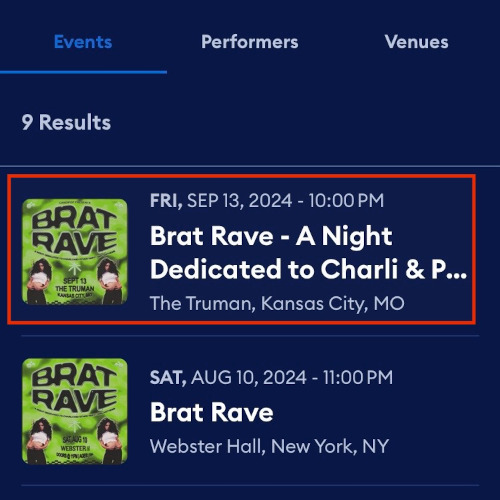 Events Performers Venues
9 Results
BRAT
RAVE
SEPT 13
THE TRUMAN
KANSAS CITY, MO
FRI, SEP 13, 2024 - 10:00 PM
Brat Rave - A Night
Dedicated to Charli & P...
The Truman, Kansas City, MO
BRAT
RAVE
SAT, AUG 10
SAT, AUG 10, 2024 - 11:00 PM
Brat Rave
Webster Hall, New York, NY